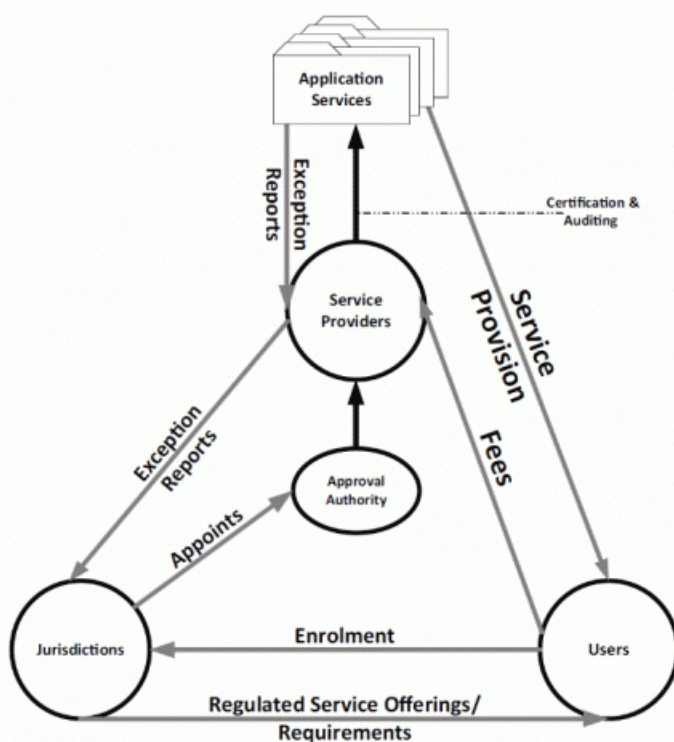 Application
Services
Exception
Reports
Certification &
Auditing
Service
Providers
Service
Provision
Exception
Reports
Fees
Approval
Authority
Appoints
Enrolment
Jurisdictions
Users
Regulated Service Offerings/
Requirements